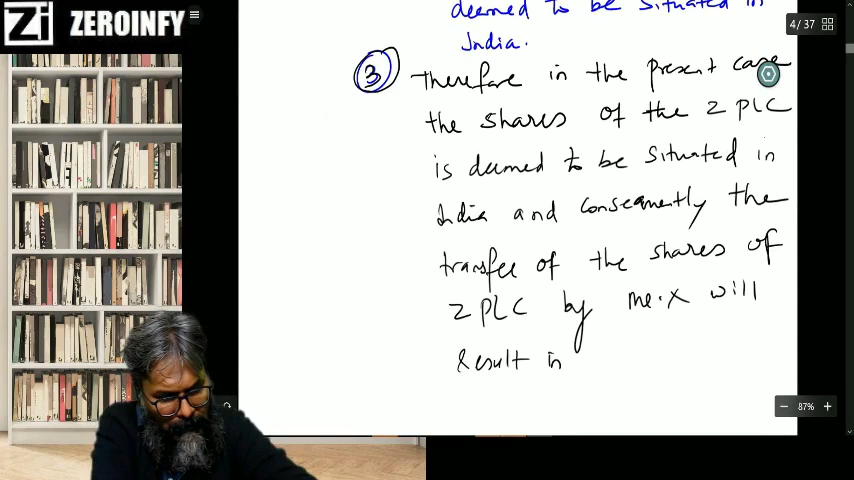 ZEROINFY
deemed to be situated in
India.
4/37
3 Therefore in the present case
the shares of the Z PLC
is deemed to be situated in
India and consequently the
transfer of the shares of
Z PLC by Mr. X will
Result in
87%